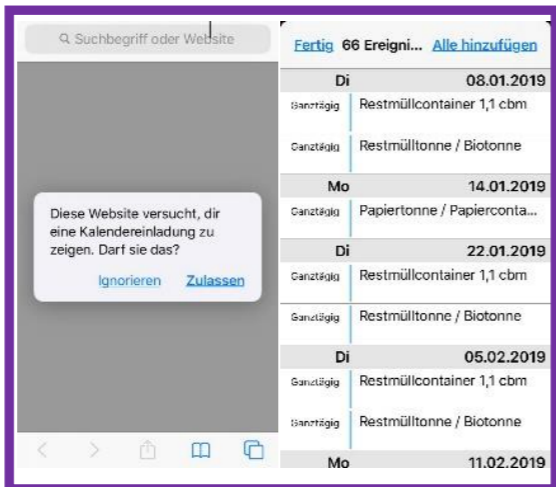 Suchbegriff oder Website
Diese Website versucht, dir
eine Kalendereinladung zu
zeigen. Darf sie das?
Ignorieren Zulassen
Fertig 66 Ereigni... Alle hinzufügen
Di 08.01.2019
Ganztägig Restmüllcontainer 1,1 cbm
Ganztägig Restmülltonne / Biotonne
Mo 14.01.2019
Ganztägig Papiertonne / Papierconta...
Di 22.01.2019
Ganztägig Restmüllcontainer 1,1 cbm
Ganztägig Restmülltonne / Biotonne
Di 05.02.2019
Ganztägig Restmüllcontainer 1,1 cbm
Ganztägig Restmülltonne / Biotonne
Mo 11.02.2019